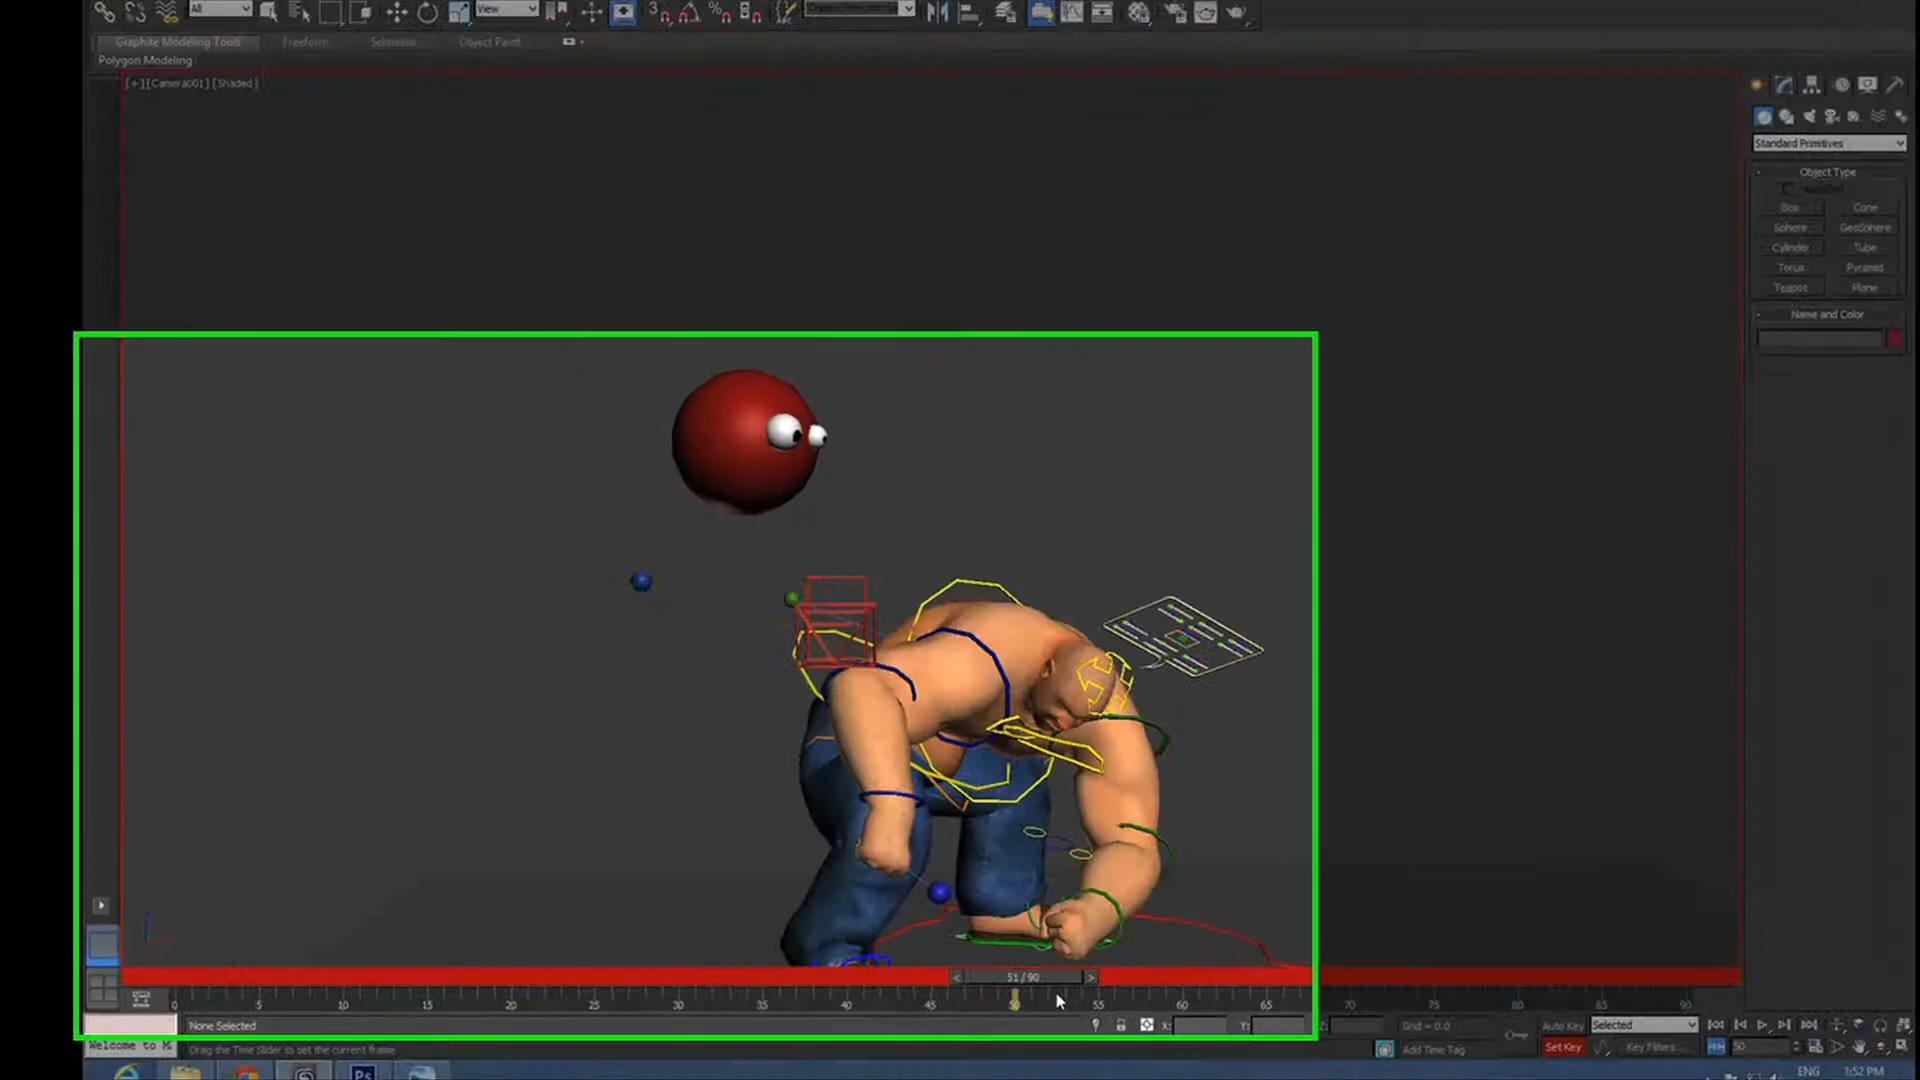 All
View
Graphite Modeling Tools Freeform Selection Object Paint
Polygon Modeling
[+][Camera001][Shaded]
Standard Primitives
- Object Type
Box Cone
Sphere GeoSphere
Cylinder Tube
Torus Pyramid
Teapot Plane
- Name and Color
< 51 / 90 >
0 5 10 15 20 25 30 35 40 45 50 55 60 65 70 75 80 85 90
None Selected X: Y: Z: Grid = 0.0 Auto Key Selected
Welcome to M Drag the Time Slider to set the current frame Add Time Tag Set Key Key Filters... 50
Ps ENG 1:52 PM